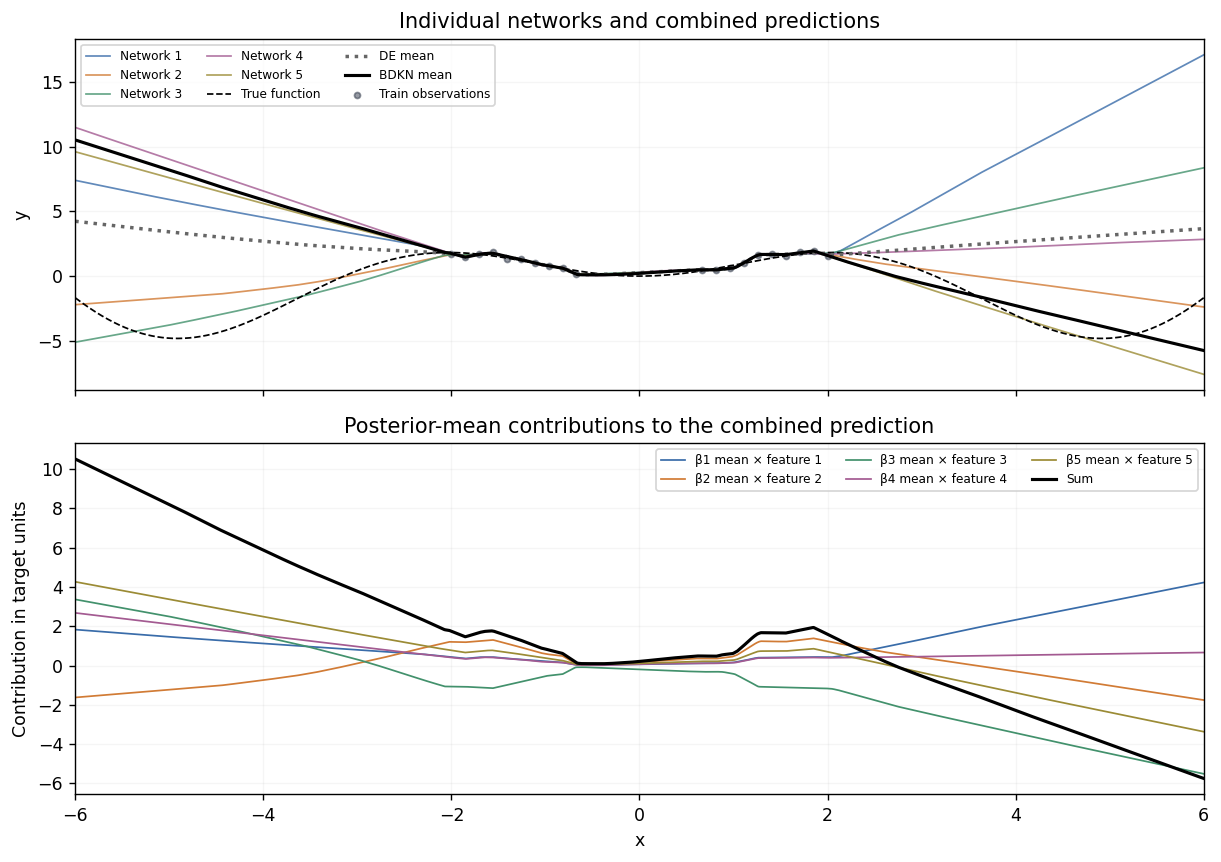 Individual networks and combined predictions
Network 1 Network 4 DE mean
Network 2 Network 5 BDKN mean
Network 3 True function Train observations
15
10
5
0
−5
y
Posterior-mean contributions to the combined prediction
β1 mean × feature 1 β3 mean × feature 3 β5 mean × feature 5
β2 mean × feature 2 β4 mean × feature 4 Sum
10
8
6
4
2
0
−2
−4
−6
Contribution in target units
−6 −4 −2 0 2 4 6
x